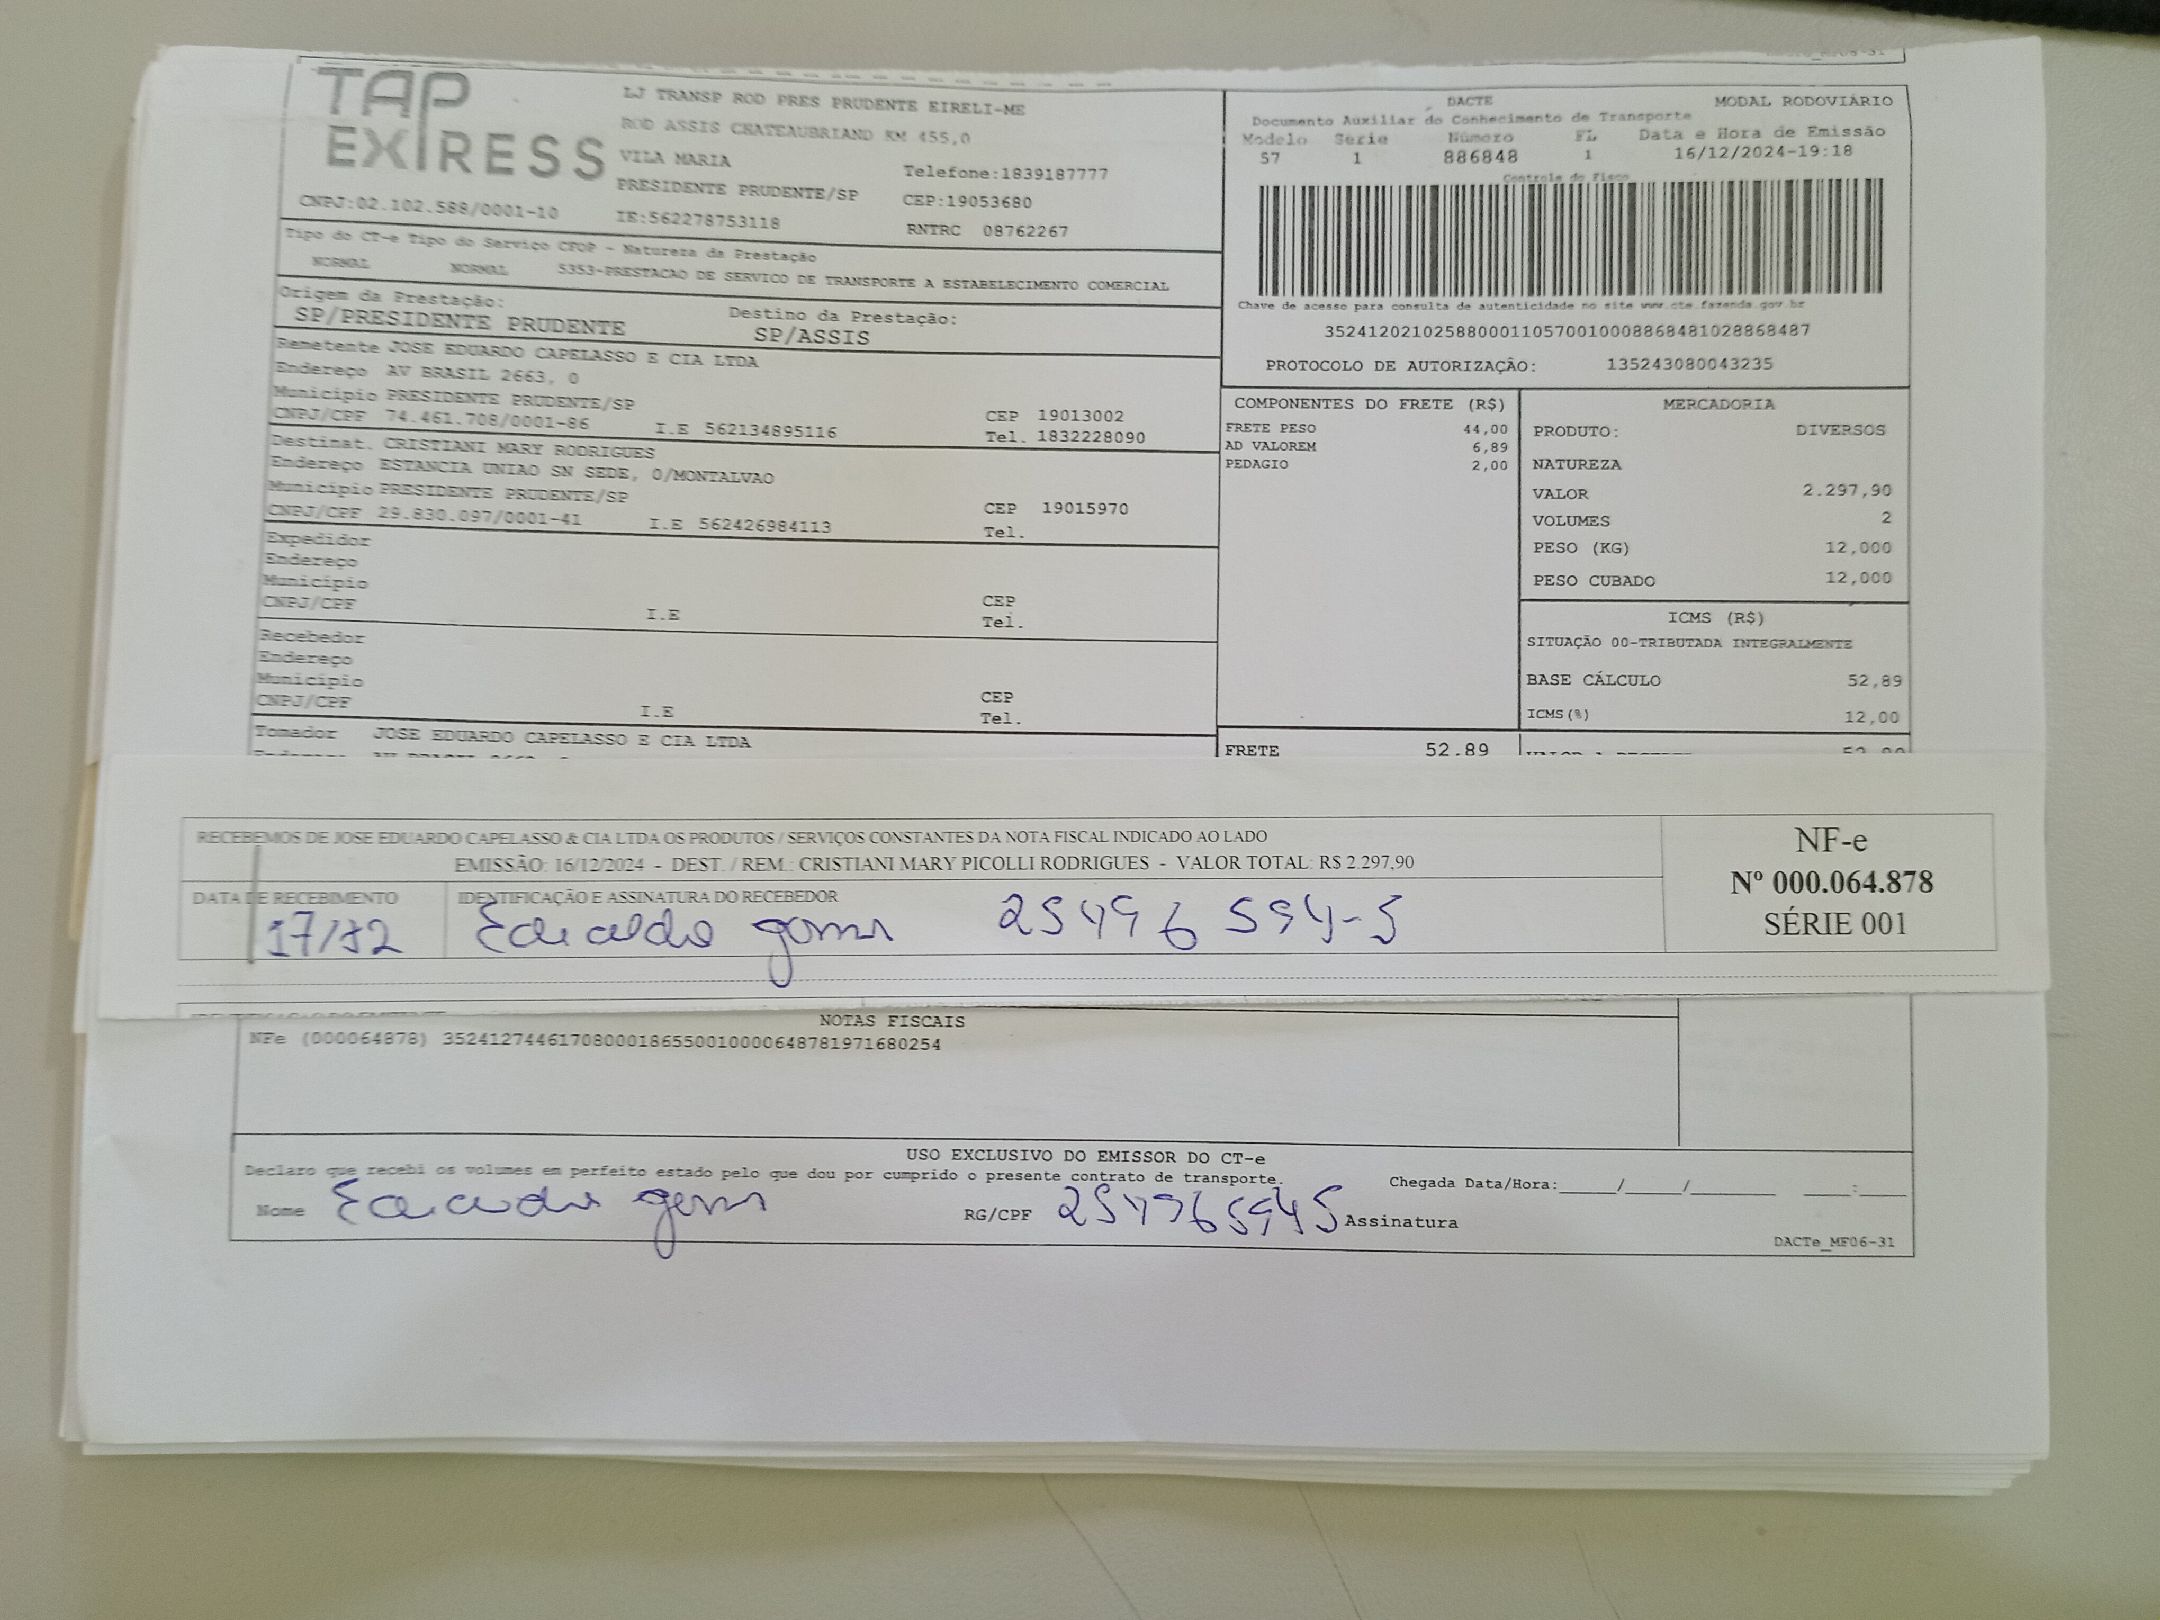 TAP
EXPRESS
LJ TRANSP ROD PRES PRUDENTE EIRELI-ME
ROD ASSIS CHATEAUBRIAND KM 455,0
VILA MARIA
Telefone:1839187777
PRESIDENTE PRUDENTE/SP
CEP:19053680
CNPJ:02.102.588/0001-10
IE:562278753118
RNTRC 08762267
DACTE
MODAL RODOVIÁRIO
Documento Auxiliar do Conhecimento de Transporte
Modelo Serie Número FL Data e Hora de Emissão
57 1 886848 1 16/12/2024-19:18
Controle do Fisco
Chave de acesso para consulta de autenticidade no site www.cte.fazenda.gov.br
35241202102588000110570010008868481028868487
PROTOCOLO DE AUTORIZAÇÃO: 135243080043235
Tipo do CT-e Tipo do Serviço CFOP - Natureza da Prestação
NORMAL NORMAL 5353-PRESTACAO DE SERVICO DE TRANSPORTE A ESTABELECIMENTO COMERCIAL
Origem da Prestação:
SP/PRESIDENTE PRUDENTE
Destino da Prestação:
SP/ASSIS
Remetente JOSE EDUARDO CAPELASSO E CIA LTDA
Endereço AV BRASIL 2663, 0
Município PRESIDENTE PRUDENTE/SP
CEP 19013002
CNPJ/CPF 74.461.708/0001-86 I.E 562134895116 Tel. 1832228090
Destinat. CRISTIANI MARY RODRIGUES
Endereço ESTANCIA UNIAO SN SEDE, 0/MONTALVAO
Município PRESIDENTE PRUDENTE/SP
CEP 19015970
CNPJ/CPF 29.830.097/0001-41 I.E 562426984113 Tel.
Expedidor
Endereço
Município
CEP
CNPJ/CPF I.E Tel.
Recebedor
Endereço
Município
CEP
CNPJ/CPF I.E Tel.
Tomador JOSE EDUARDO CAPELASSO E CIA LTDA
COMPONENTES DO FRETE (R$)
FRETE PESO 44,00
AD VALOREM 6,89
PEDAGIO 2,00
FRETE 52.89
MERCADORIA
PRODUTO: DIVERSOS
NATUREZA
VALOR 2.297,90
VOLUMES 2
PESO (KG) 12,000
PESO CUBADO 12,000
ICMS (R$)
SITUAÇÃO 00-TRIBUTADA INTEGRALMENTE
BASE CÁLCULO 52,89
ICMS(%) 12,00
RECEBEMOS DE JOSE EDUARDO CAPELASSO & CIA LTDA OS PRODUTOS / SERVIÇOS CONSTANTES DA NOTA FISCAL INDICADO AO LADO
EMISSÃO: 16/12/2024 - DEST. / REM.: CRISTIANI MARY PICOLLI RODRIGUES - VALOR TOTAL: R$ 2.297,90
DATA DE RECEBIMENTO
17/12
IDENTIFICAÇÃO E ASSINATURA DO RECEBEDOR
gomes 25496594-5
NF-e
Nº 000.064.878
SÉRIE 001
NOTAS FISCAIS
NFe (000064878) 35241274461708000186550010000648781971680254
USO EXCLUSIVO DO EMISSOR DO CT-e
Declaro que recebi os volumes em perfeito estado pelo que dou por cumprido o presente contrato de transporte.
Chegada Data/Hora:_____/_____/________ ____:____
Nome gomes RG/CPF 254965945 Assinatura
DACTe_MF06-31